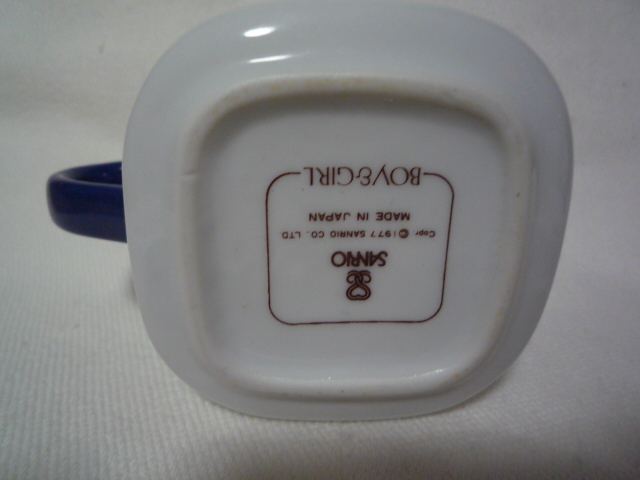 SANRIO
Copr © 1977 SANRIO CO. LTD
MADE IN JAPAN
BOY&GIRL